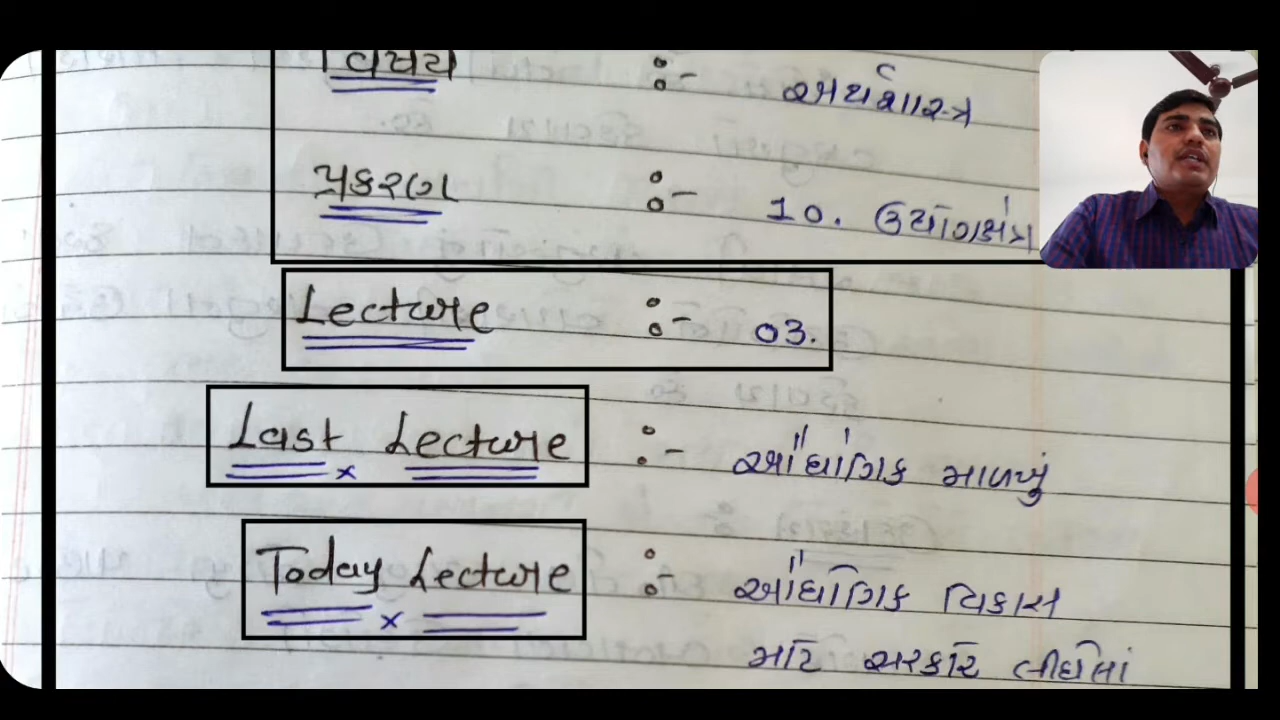 વિષય :- અર્થશાસ્ત્ર
પ્રકરણ :- 10. ઉદ્યોગક્ષેત્ર
Lecture :- 03.
Last Lecture :- ઔદ્યોગિક માળખું
Today Lecture :- ઔદ્યોગિક વિકાસ
માટે સરકારે લીધેલાં